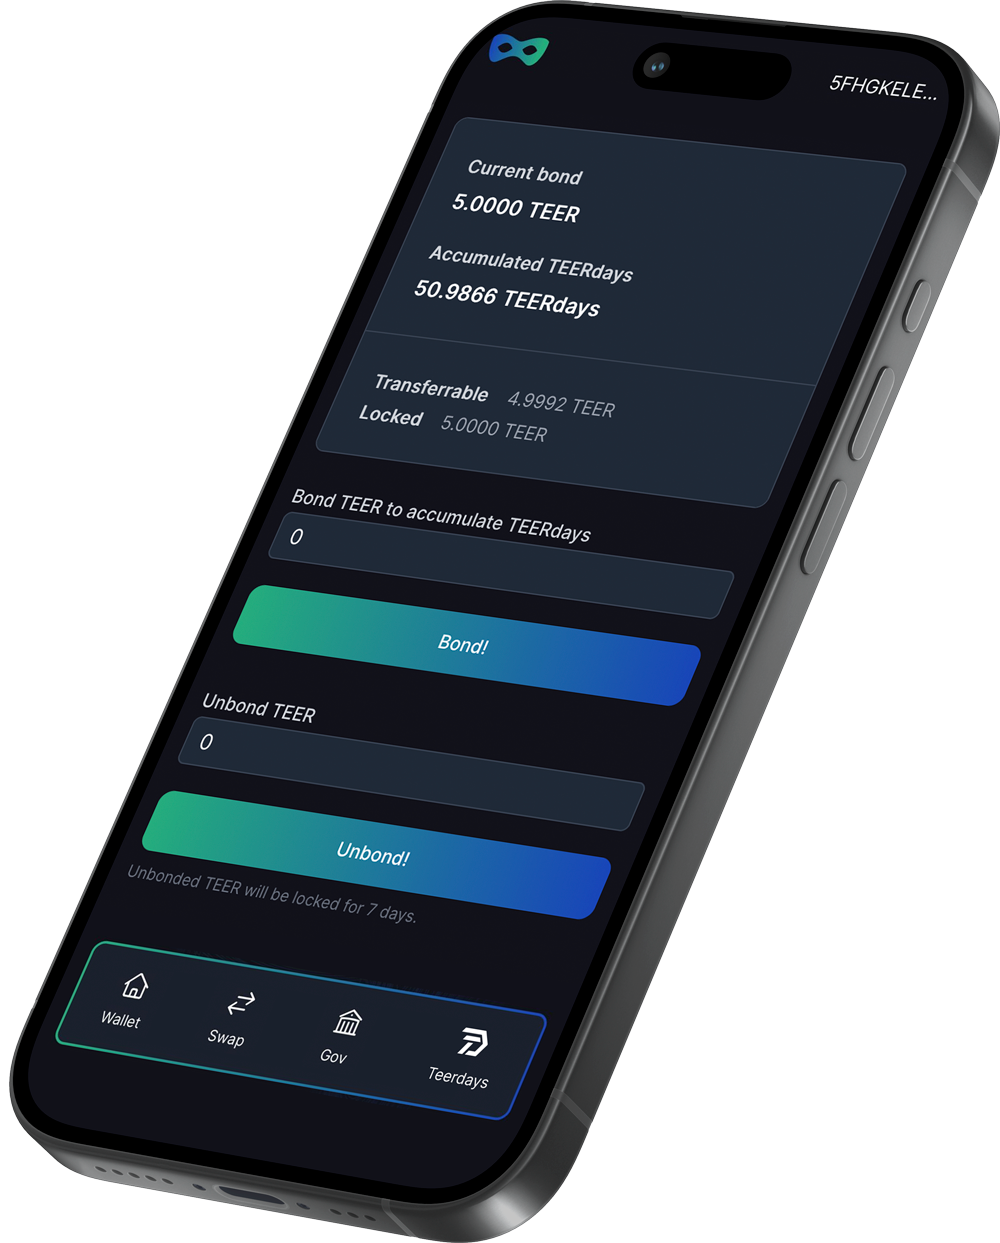 5FHGKELE...
Current bond
5.0000 TEER
Accumulated TEERdays
50.9866 TEERdays
Transferrable 4.9992 TEER
Locked 5.0000 TEER
Bond TEER to accumulate TEERdays
0
Bond!
Unbond TEER
0
Unbond!
Unbonded TEER will be locked for 7 days.
Wallet Swap Gov Teerdays